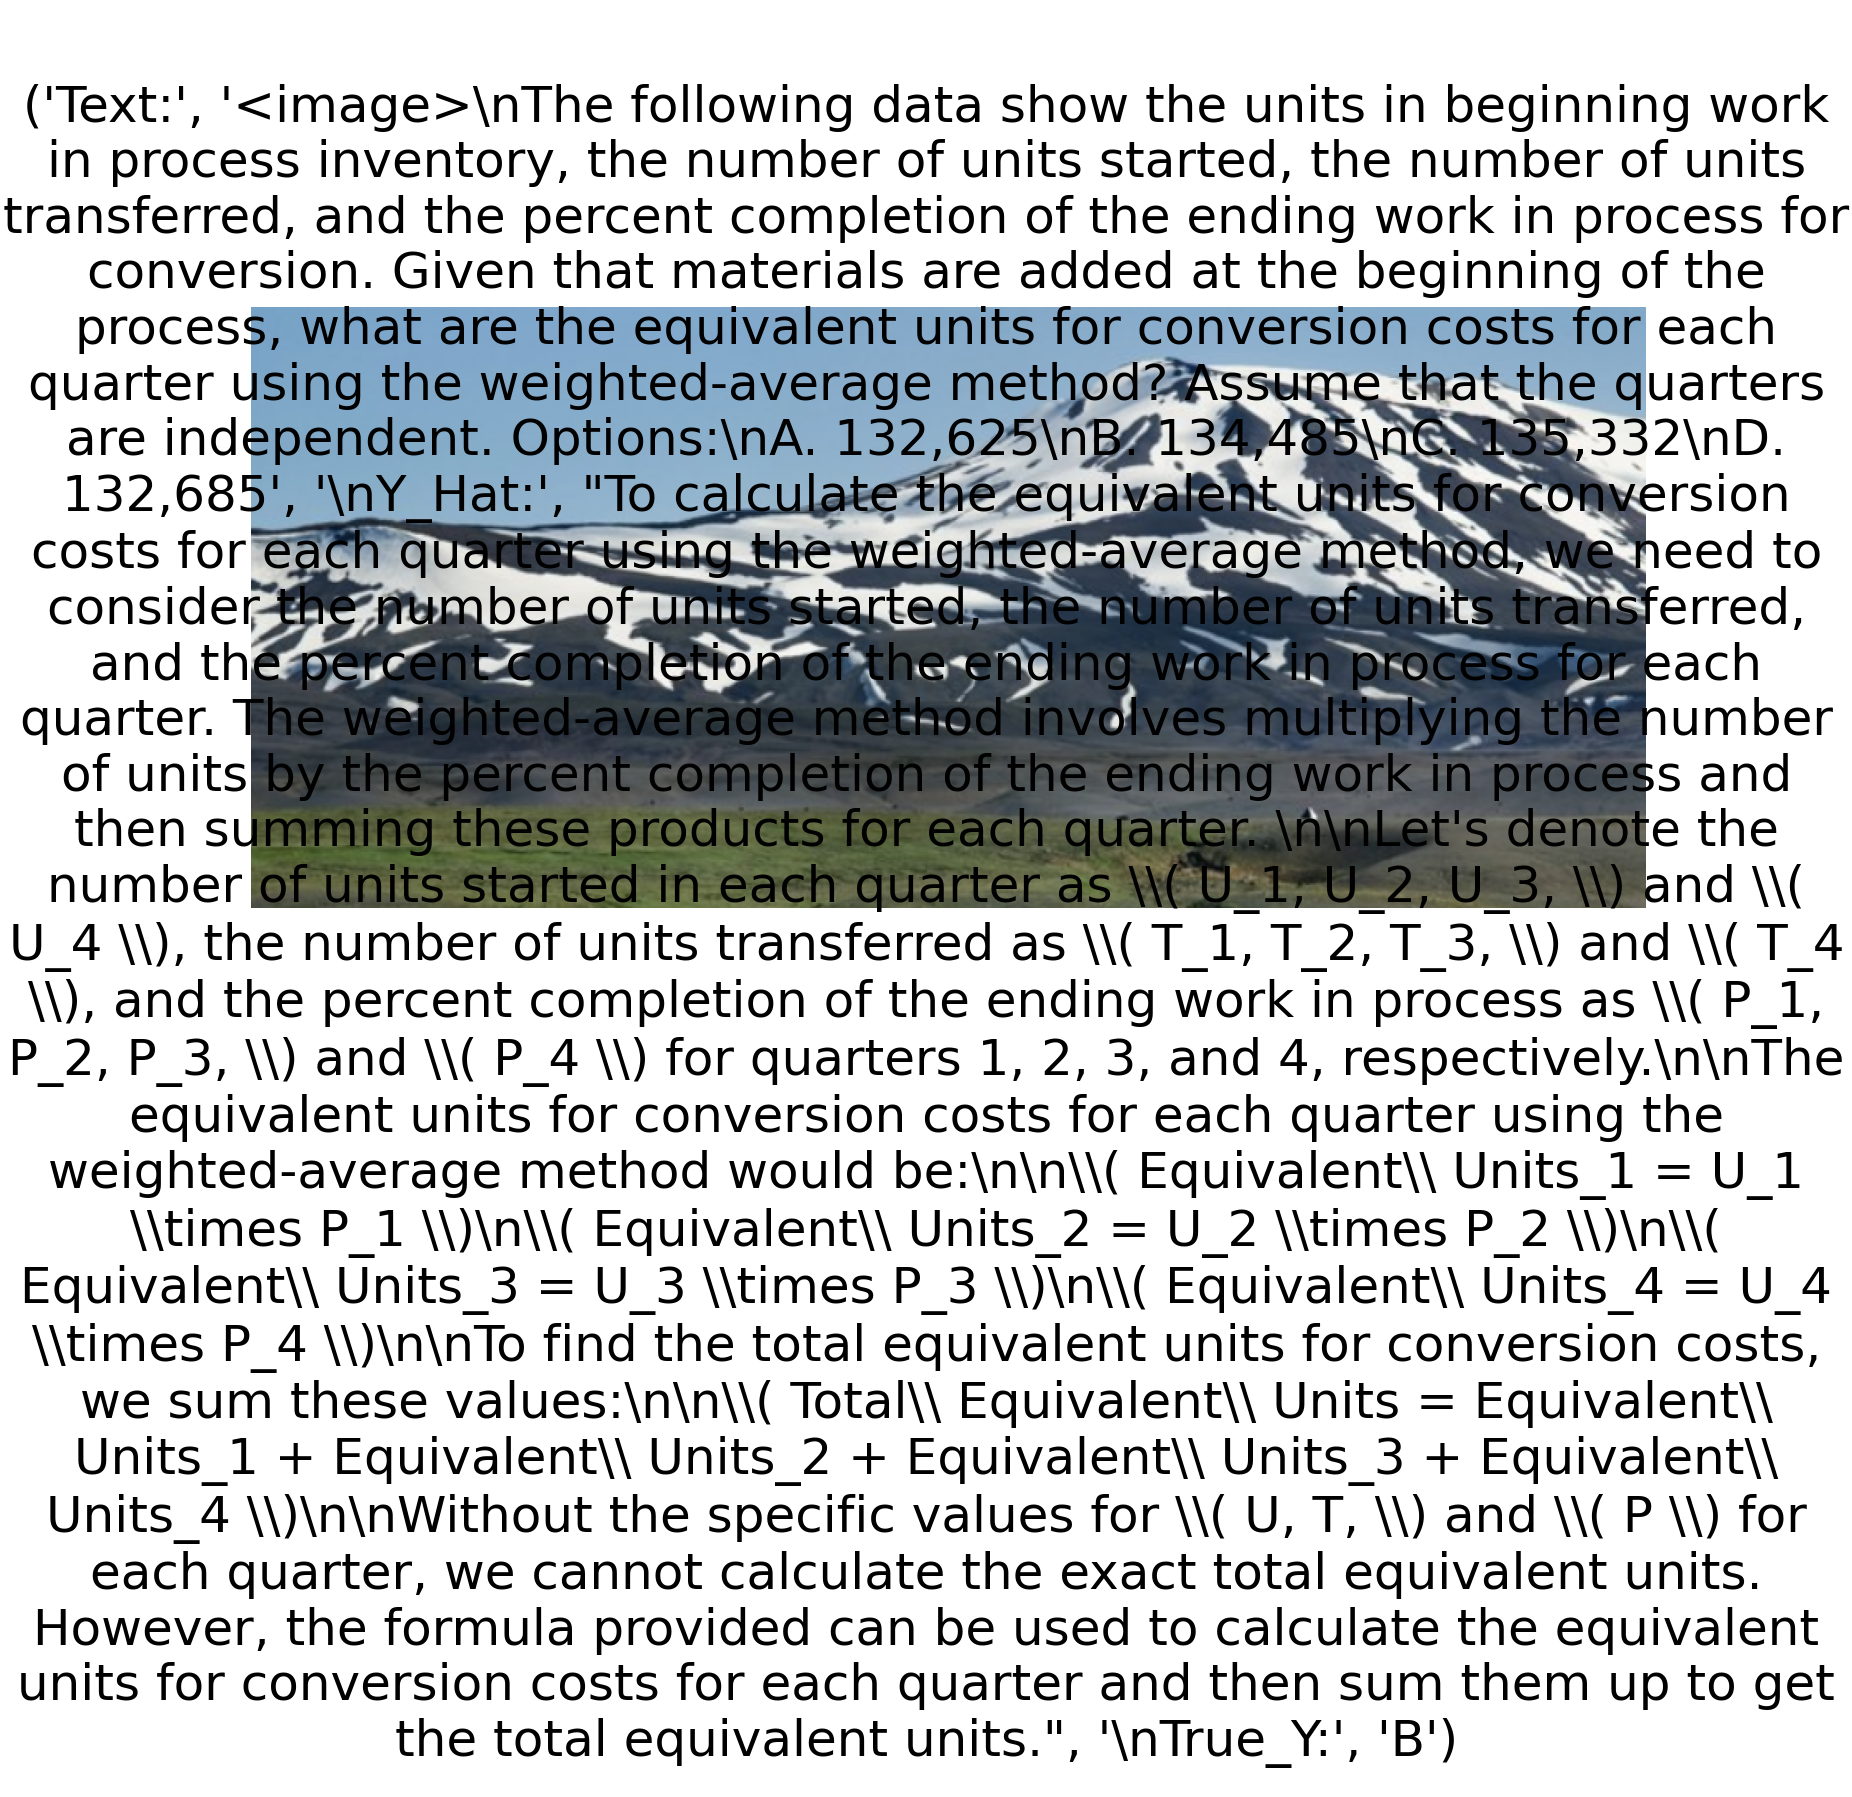 ('Text:', '<image>\nThe following data show the units in beginning work
in process inventory, the number of units started, the number of units
transferred, and the percent completion of the ending work in process for
conversion. Given that materials are added at the beginning of the
process, what are the equivalent units for conversion costs for each
quarter using the weighted-average method? Assume that the quarters
are independent. Options:\nA. 132,625\nB. 134,485\nC. 135,332\nD.
132,685', '\nY_Hat:', "To calculate the equivalent units for conversion
costs for each quarter using the weighted-average method, we need to
consider the number of units started, the number of units transferred,
and the percent completion of the ending work in process for each
quarter. The weighted-average method involves multiplying the number
of units by the percent completion of the ending work in process and
then summing these products for each quarter. \n\nLet's denote the
number of units started in each quarter as \\( U_1, U_2, U_3, \\) and \\(
U_4 \\), the number of units transferred as \\( T_1, T_2, T_3, \\) and \\( T_4
\\), and the percent completion of the ending work in process as \\( P_1,
P_2, P_3, \\) and \\( P_4 \\) for quarters 1, 2, 3, and 4, respectively.\n\nThe
equivalent units for conversion costs for each quarter using the
weighted-average method would be:\n\n\\( Equivalent\\ Units_1 = U_1
\\times P_1 \\)\n\\( Equivalent\\ Units_2 = U_2 \\times P_2 \\)\n\\(
Equivalent\\ Units_3 = U_3 \\times P_3 \\)\n\\( Equivalent\\ Units_4 = U_4
\\times P_4 \\)\n\nTo find the total equivalent units for conversion costs,
we sum these values:\n\n\\( Total\\ Equivalent\\ Units = Equivalent\\
Units_1 + Equivalent\\ Units_2 + Equivalent\\ Units_3 + Equivalent\\
Units_4 \\)\n\nWithout the specific values for \\( U, T, \\) and \\( P \\) for
each quarter, we cannot calculate the exact total equivalent units.
However, the formula provided can be used to calculate the equivalent
units for conversion costs for each quarter and then sum them up to get
the total equivalent units.", '\nTrue_Y:', 'B')